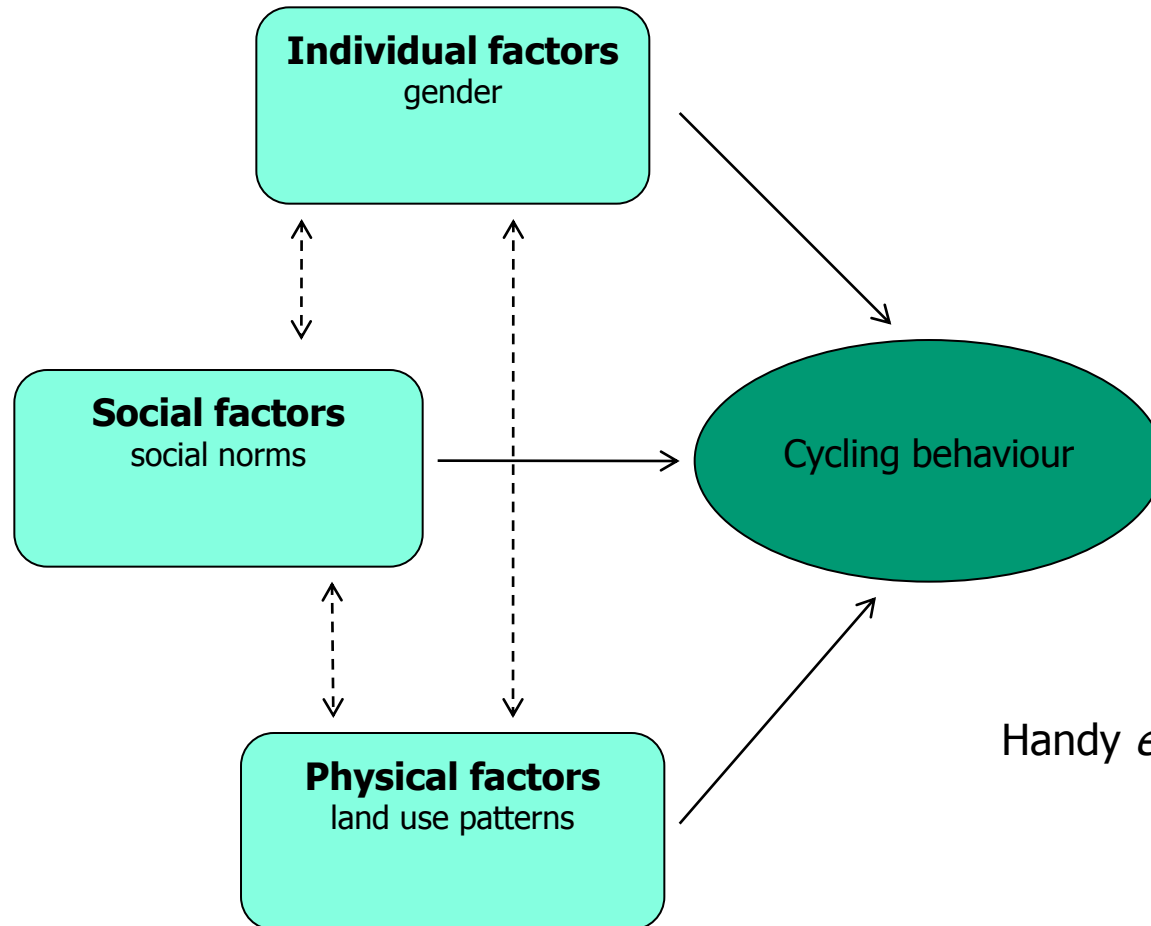 Individual factors
gender
Social factors
social norms
Cycling behaviour
Physical factors
land use patterns
Handy